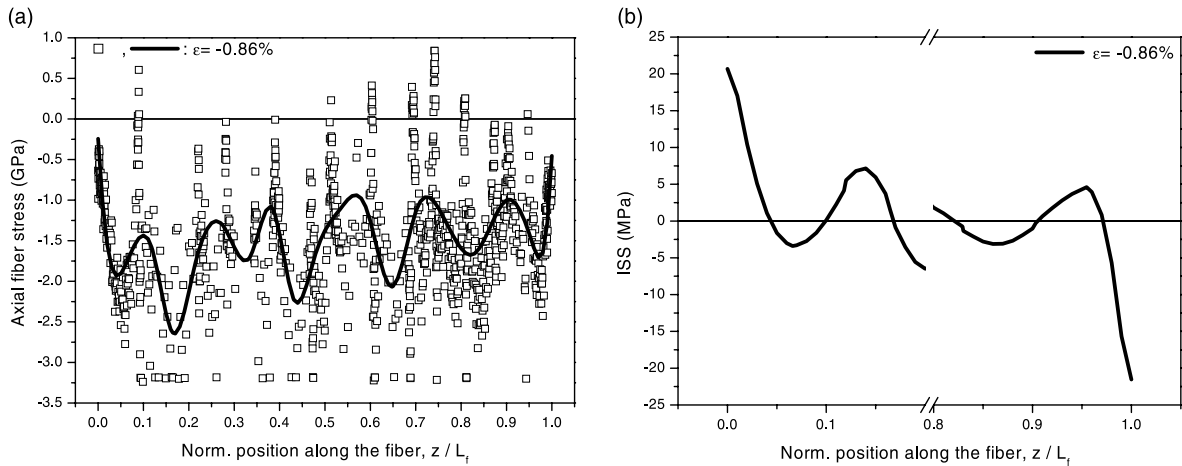 (a)
1.0
0.5
0.0
-0.5
-1.0
-1.5
-2.0
-2.5
-3.0
-3.5
Axial fiber stress (GPa)
, : ε= -0.86%
0.0 0.1 0.2 0.3 0.4 0.5 0.6 0.7 0.8 0.9 1.0
Norm. position along the fiber, z / Lf
(b)
25
20
15
10
5
0
-5
-10
-15
-20
-25
ISS (MPa)
ε= -0.86%
0.0 0.1 0.8 0.9 1.0
Norm. position along the fiber, z / Lf